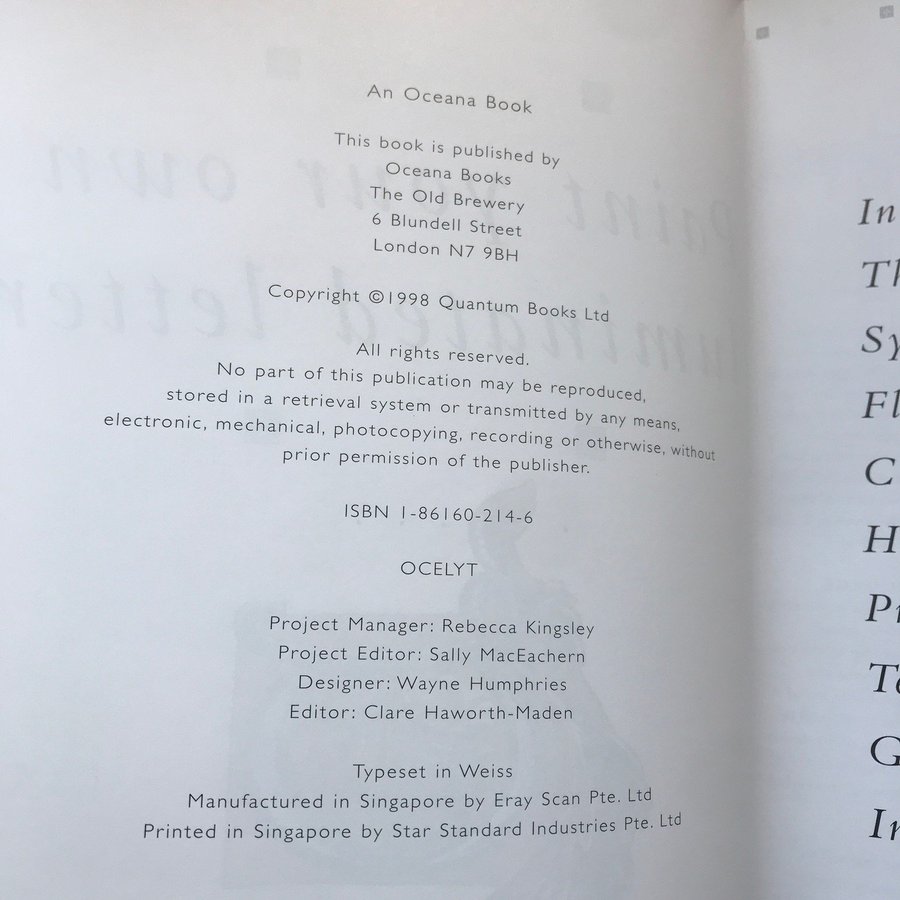 An Oceana Book
This book is published by
Oceana Books
The Old Brewery
6 Blundell Street
London N7 9BH
Copyright ©1998 Quantum Books Ltd
All rights reserved.
No part of this publication may be reproduced,
stored in a retrieval system or transmitted by any means,
electronic, mechanical, photocopying, recording or otherwise, without
prior permission of the publisher.
ISBN 1-86160-214-6
OCELYT
Project Manager: Rebecca Kingsley
Project Editor: Sally MacEachern
Designer: Wayne Humphries
Editor: Clare Haworth-Maden
Typeset in Weiss
Manufactured in Singapore by Eray Scan Pte. Ltd
Printed in Singapore by Star Standard Industries Pte. Ltd